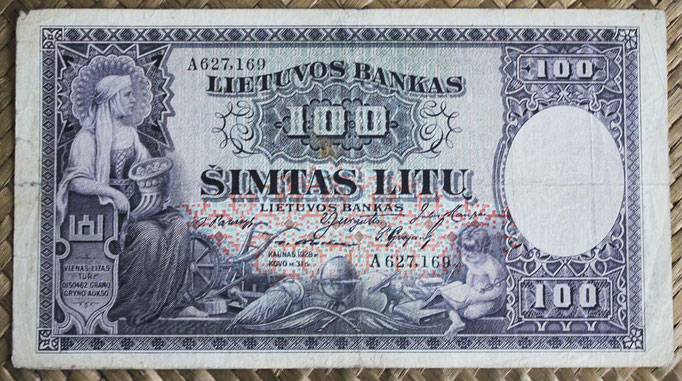 A627,169
LIETUVOS BANKAS
100
100
ŠIMTAS LITŲ
LIETUVOS BANKAS
KAUNAS 1928 M
KOVO M.31 D.
A627,169
VIENAS LITAS
TURI
0,150462 GRAMŲ
GRYNO AUKSO
100